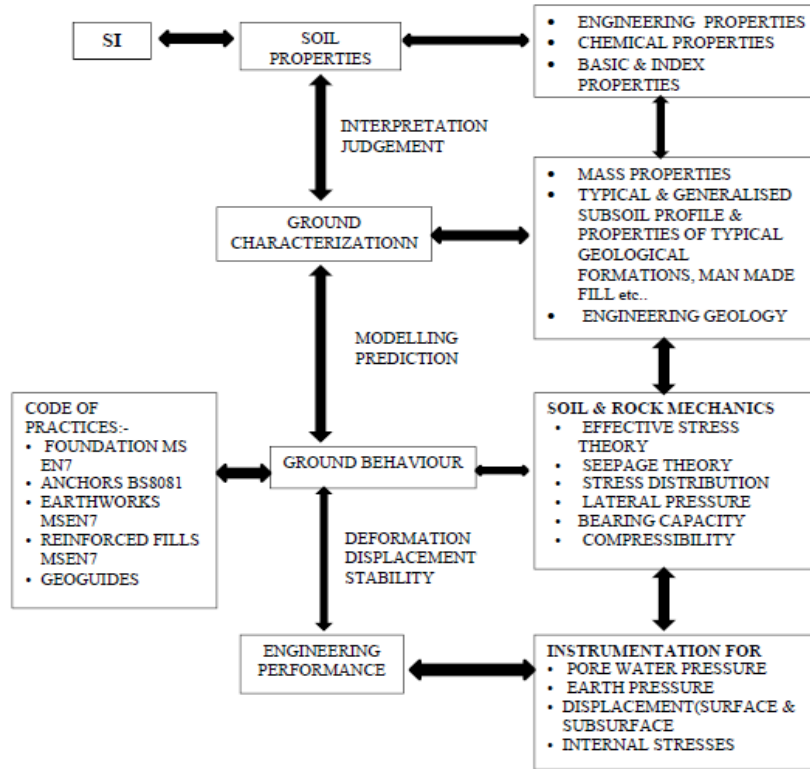 SI
SOIL
PROPERTIES
• ENGINEERING PROPERTIES
• CHEMICAL PROPERTIES
• BASIC & INDEX
PROPERTIES
INTERPRETATION
JUDGEMENT
GROUND
CHARACTERIZATIONN
• MASS PROPERTIES
• TYPICAL & GENERALISED
SUBSOIL PROFILE &
PROPERTIES OF TYPICAL
GEOLOGICAL
FORMATIONS, MAN MADE
FILL etc..
• ENGINEERING GEOLOGY
MODELLING
PREDICTION
CODE OF
PRACTICES:-
• FOUNDATION MS
EN7
• ANCHORS BS8081
• EARTHWORKS
MSEN7
• REINFORCED FILLS
MSEN7
• GEOGUIDES
GROUND BEHAVIOUR
SOIL & ROCK MECHANICS
• EFFECTIVE STRESS
THEORY
• SEEPAGE THEORY
• STRESS DISTRIBUTION
• LATERAL PRESSURE
• BEARING CAPACITY
• COMPRESSIBILITY
DEFORMATION
DISPLACEMENT
STABILITY
ENGINEERING
PERFORMANCE
INSTRUMENTATION FOR
• PORE WATER PRESSURE
• EARTH PRESSURE
• DISPLACEMENT(SURFACE &
SUBSURFACE
• INTERNAL STRESSES